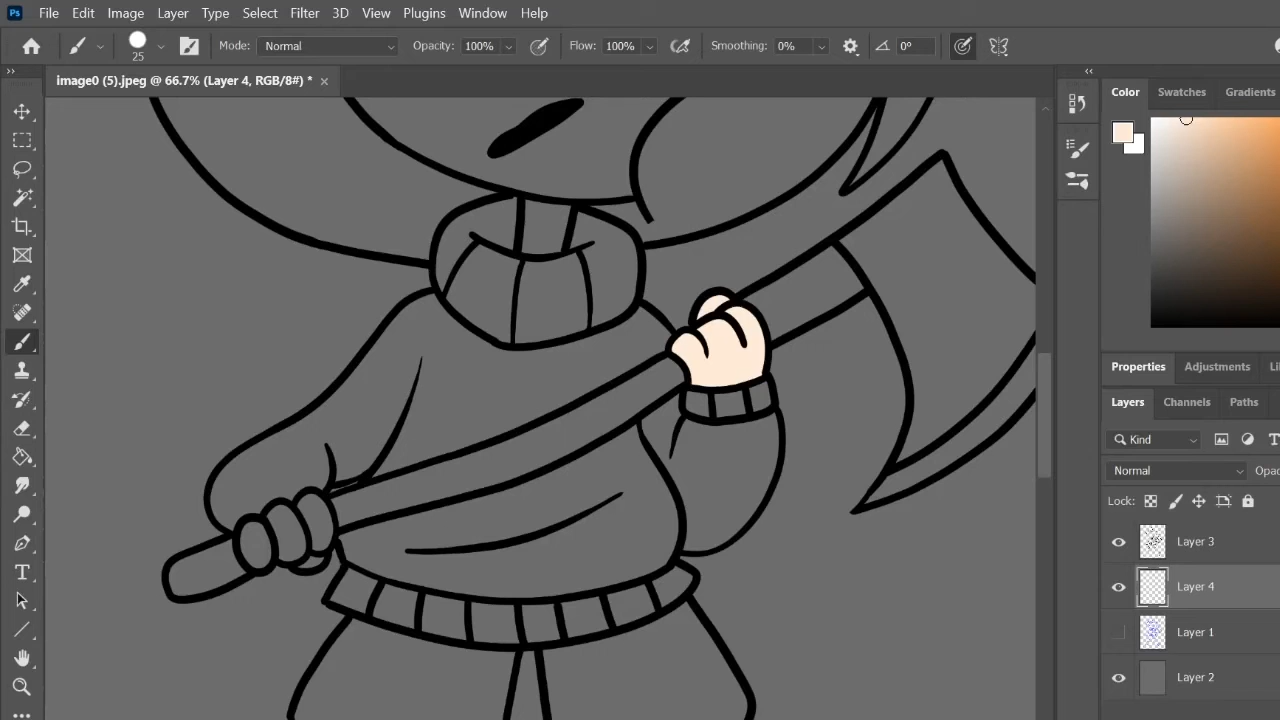 Ps File Edit Image Layer Type Select Filter 3D View Plugins Window Help
25 Mode: Normal Opacity: 100% Flow: 100% Smoothing: 0% 0°
image0 (5).jpeg @ 66.7% (Layer 4, RGB/8#) * ×
Color Swatches Gradients
Properties Adjustments Li
Layers Channels Paths
Kind
Normal Opac
Lock:
Layer 3
Layer 4
Layer 1
Layer 2